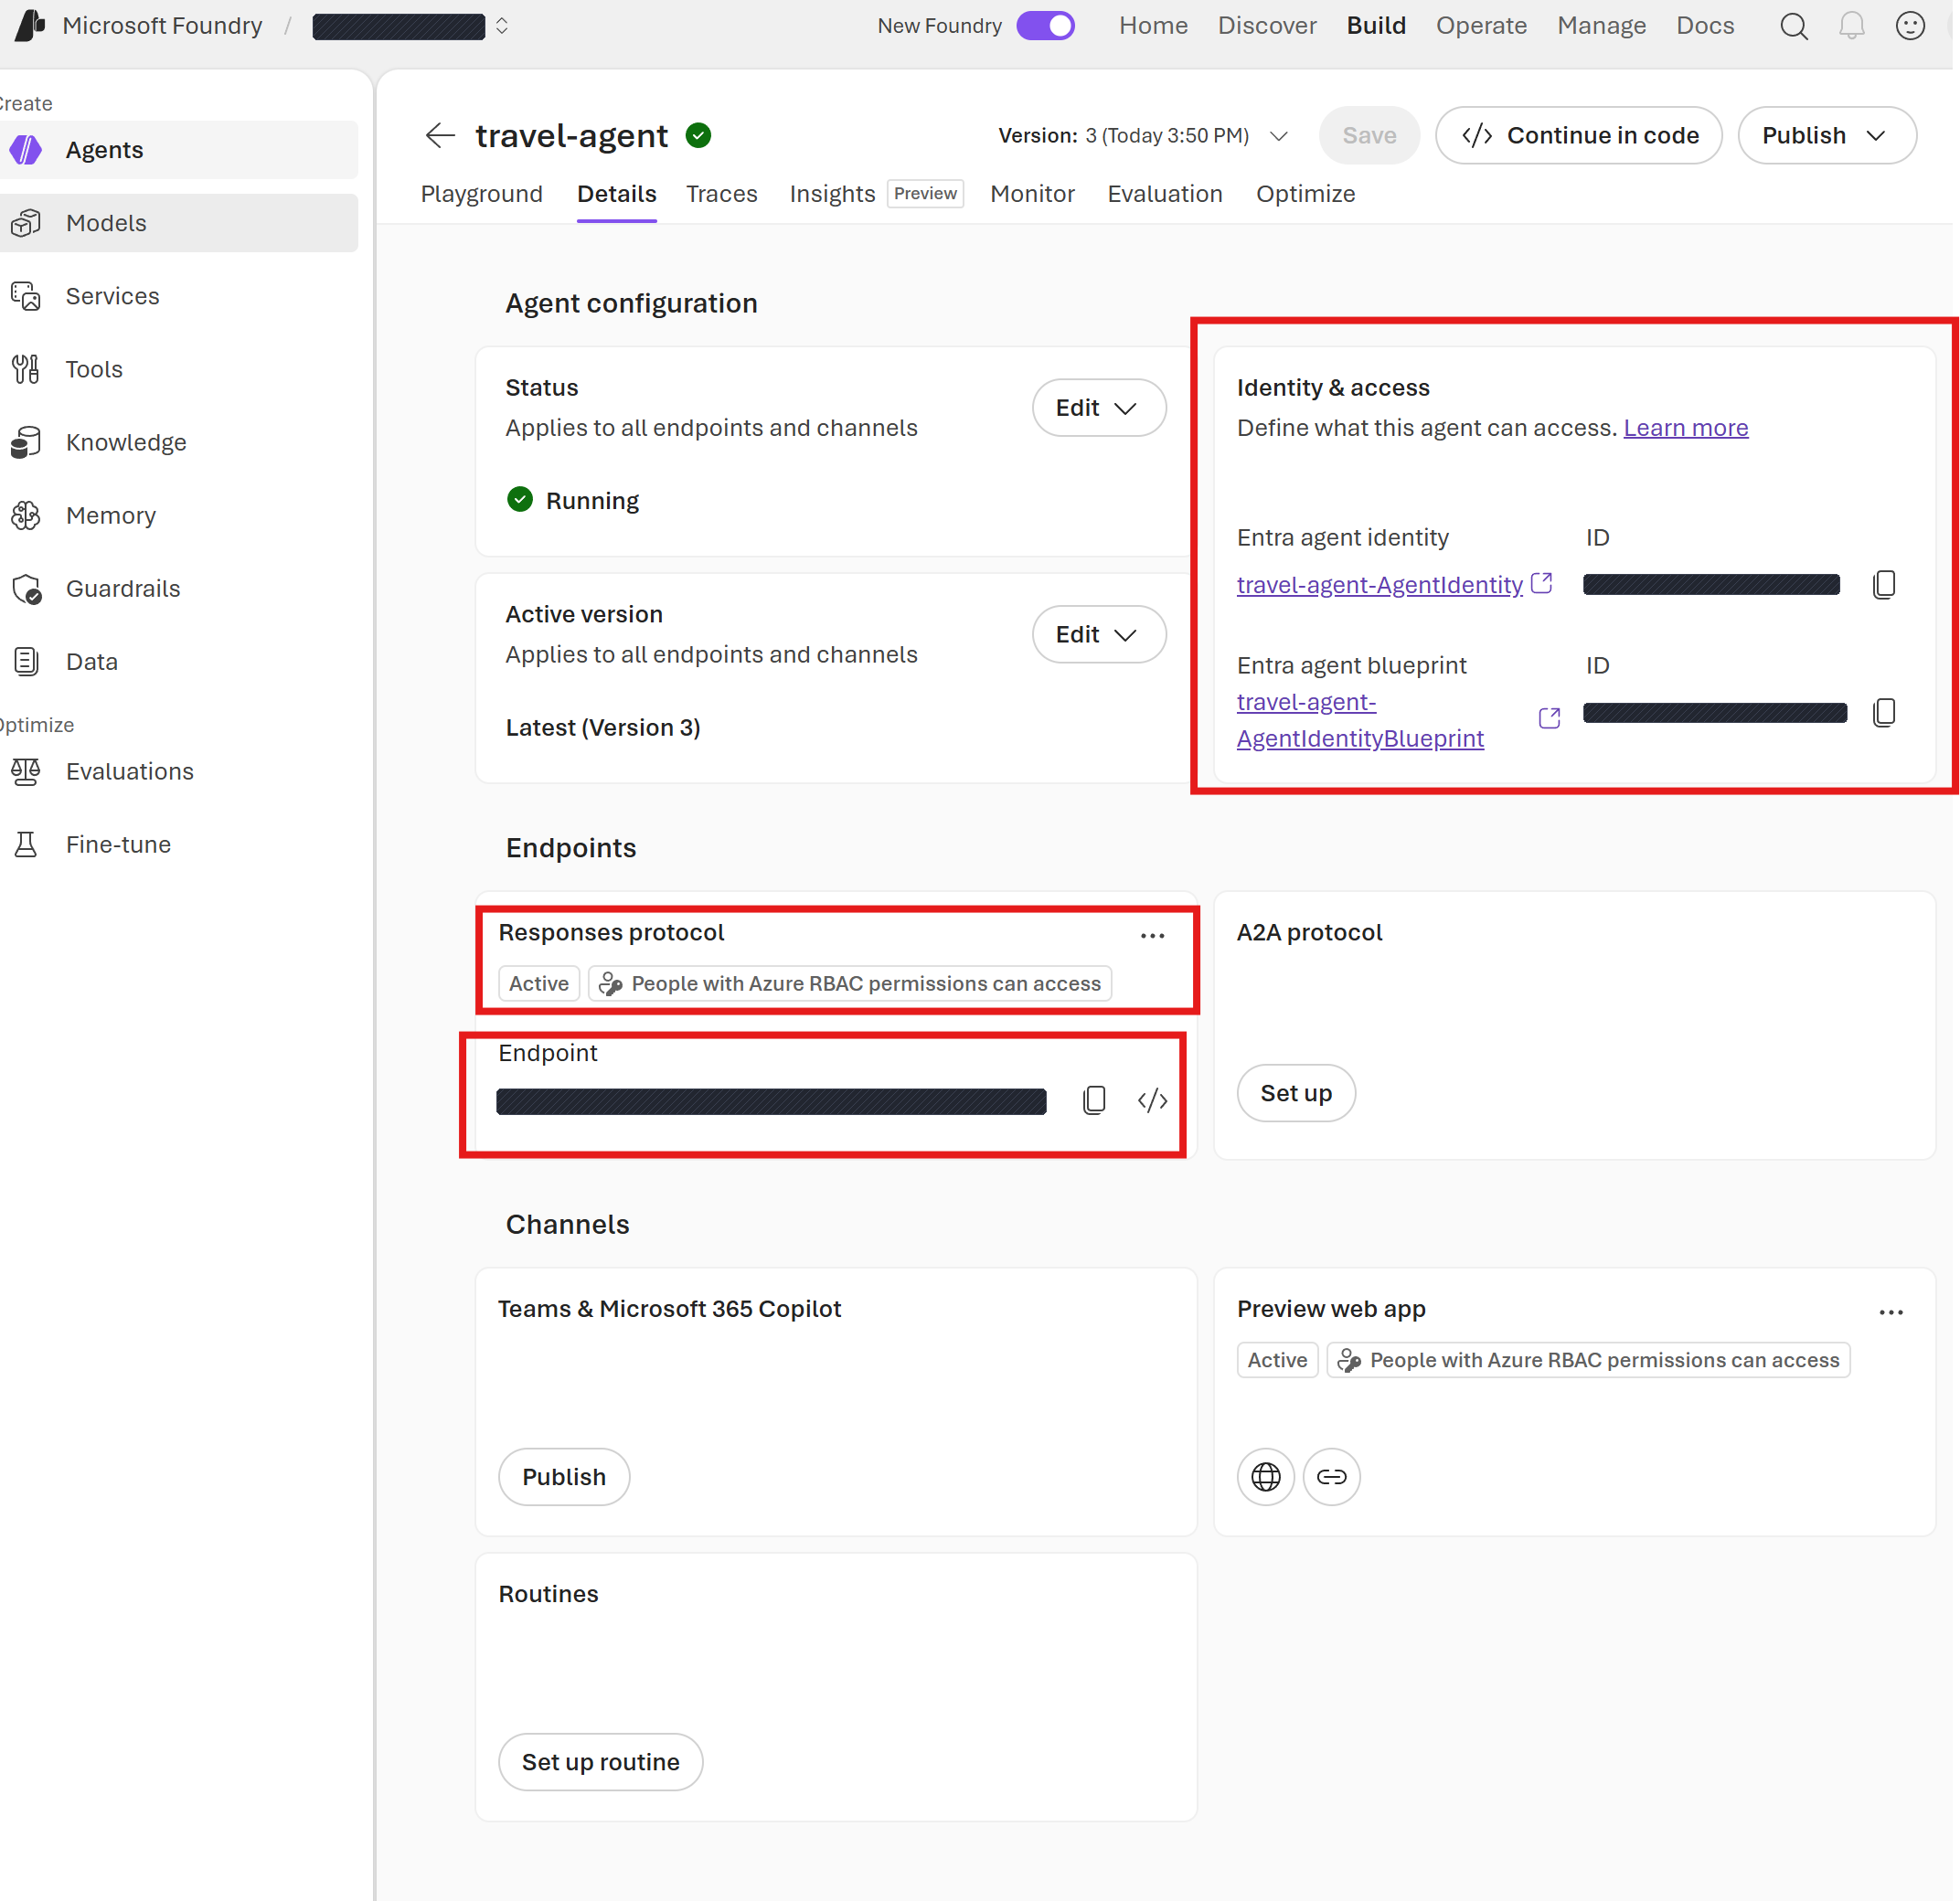 Microsoft Foundry /
New Foundry
Home Discover Build Operate Manage Docs
Create
Agents
Models
Services
Tools
Knowledge
Memory
Guardrails
Data
Optimize
Evaluations
Fine-tune
travel-agent
Version: 3 (Today 3:50 PM)
Save
</> Continue in code
Publish
Playground Details Traces Insights Preview Monitor Evaluation Optimize
Agent configuration
Status
Applies to all endpoints and channels
Edit
Running
Active version
Applies to all endpoints and channels
Edit
Latest (Version 3)
Identity & access
Define what this agent can access. Learn more
Entra agent identity ID
travel-agent-AgentIdentity
Entra agent blueprint ID
travel-agent-
AgentIdentityBlueprint
Endpoints
Responses protocol
Active People with Azure RBAC permissions can access
Endpoint
</>
A2A protocol
Set up
Channels
Teams & Microsoft 365 Copilot
Publish
Preview web app
Active People with Azure RBAC permissions can access
Routines
Set up routine